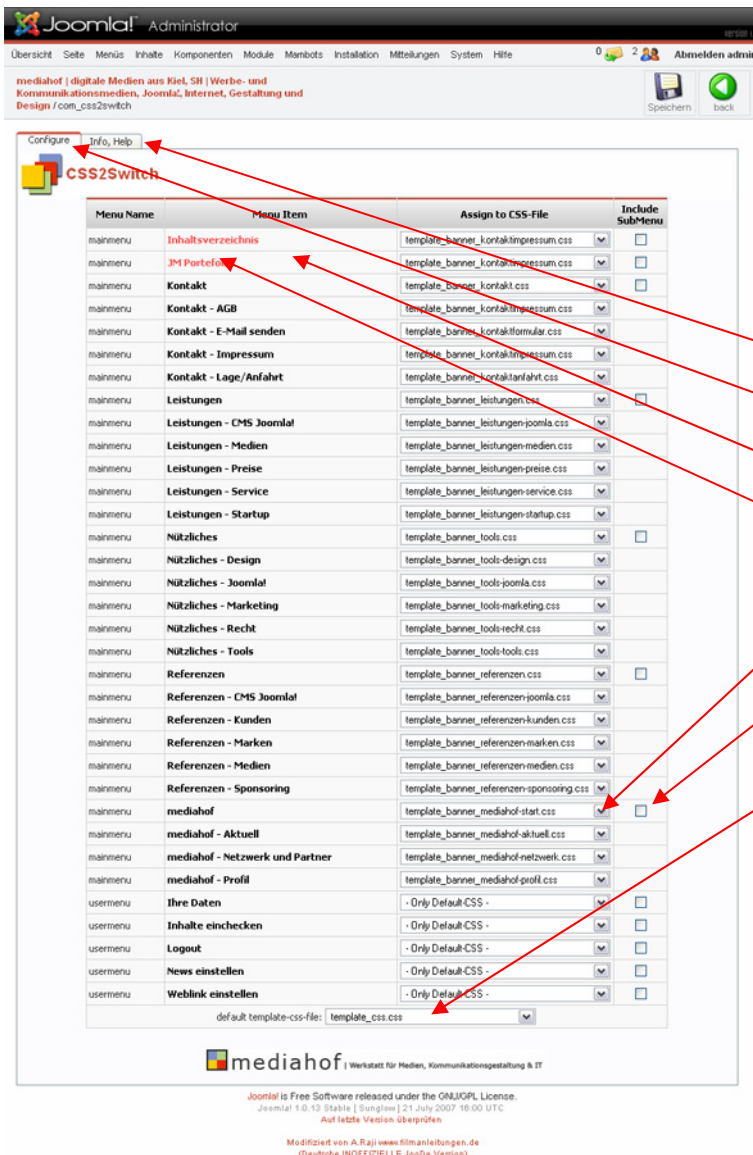 Joomla! Administrator
version
Übersicht Seite Menüs Inhalte Komponenten Module Mambots Installation Mitteilungen System Hilfe 0 2 Abmelden admin
mediahof | digitale Medien aus Kiel, SH | Werbe- und
Kommunikationsmedien, Joomla!, Internet, Gestaltung und
Design / com_css2switch
Speichern back
Configure Info, Help
CSS2Switch
Menu Name Menu Item Assign to CSS-File Include SubMenu
mainmenu Inhaltsverzeichnis template_banner_kontaktimpressum.css
mainmenu JM Portefo template_banner_kontaktimpressum.css
mainmenu Kontakt template_banner_kontakt.css
mainmenu Kontakt - AGB template_banner_kontaktimpressum.css
mainmenu Kontakt - E-Mail senden template_banner_kontaktformular.css
mainmenu Kontakt - Impressum template_banner_kontaktimpressum.css
mainmenu Kontakt - Lage/Anfahrt template_banner_kontaktanfahrt.css
mainmenu Leistungen template_banner_leistungen.css
mainmenu Leistungen - CMS Joomla! template_banner_leistungen-joomla.css
mainmenu Leistungen - Medien template_banner_leistungen-medien.css
mainmenu Leistungen - Preise template_banner_leistungen-preise.css
mainmenu Leistungen - Service template_banner_leistungen-service.css
mainmenu Leistungen - Startup template_banner_leistungen-startup.css
mainmenu Nützliches template_banner_tools.css
mainmenu Nützliches - Design template_banner_tools-design.css
mainmenu Nützliches - Joomla! template_banner_tools-joomla.css
mainmenu Nützliches - Marketing template_banner_tools-marketing.css
mainmenu Nützliches - Recht template_banner_tools-recht.css
mainmenu Nützliches - Tools template_banner_tools-tools.css
mainmenu Referenzen template_banner_referenzen.css
mainmenu Referenzen - CMS Joomla! template_banner_referenzen-joomla.css
mainmenu Referenzen - Kunden template_banner_referenzen-kunden.css
mainmenu Referenzen - Marken template_banner_referenzen-marken.css
mainmenu Referenzen - Medien template_banner_referenzen-medien.css
mainmenu Referenzen - Sponsoring template_banner_referenzen-sponsoring.css
mainmenu mediahof template_banner_mediahof-start.css
mainmenu mediahof - Aktuell template_banner_mediahof-aktuell.css
mainmenu mediahof - Netzwerk und Partner template_banner_mediahof-netzwerk.css
mainmenu mediahof - Profil template_banner_mediahof-profil.css
usermenu Ihre Daten - Only Default-CSS -
usermenu Inhalte einchecken - Only Default-CSS -
usermenu Logout - Only Default-CSS -
usermenu News einstellen - Only Default-CSS -
usermenu Weblink einstellen - Only Default-CSS -
default template-css-file: template_css.css
mediahof | Werkstatt für Medien, Kommunikationsgestaltung & IT
Joomla! is Free Software released under the GNU/GPL License.
Joomla! 1.0.13 Stable [ Sunglow ] 21 July 2007 16:00 UTC
Auf letzte Version überprüfen
Modifiziert von A.Raji www.filmanleitungen.de
(Deutsche INOFFIZIELLE JooDe Version)